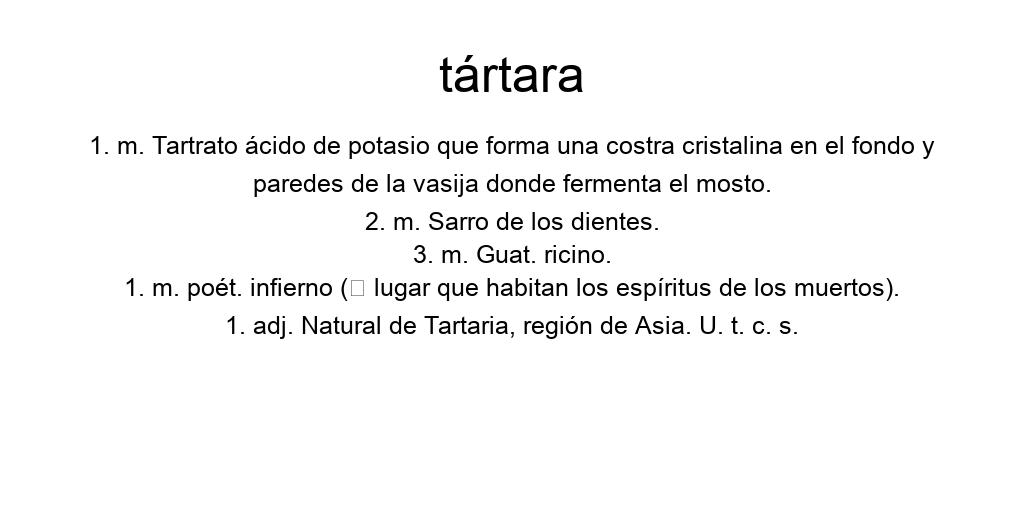 tártara
1. m. Tartrato ácido de potasio que forma una costra cristalina en el fondo y
paredes de la vasija donde fermenta el mosto.
2. m. Sarro de los dientes.
3. m. Guat. ricino.
1. m. poét. infierno (□ lugar que habitan los espíritus de los muertos).
1. adj. Natural de Tartaria, región de Asia. U. t. c. s.